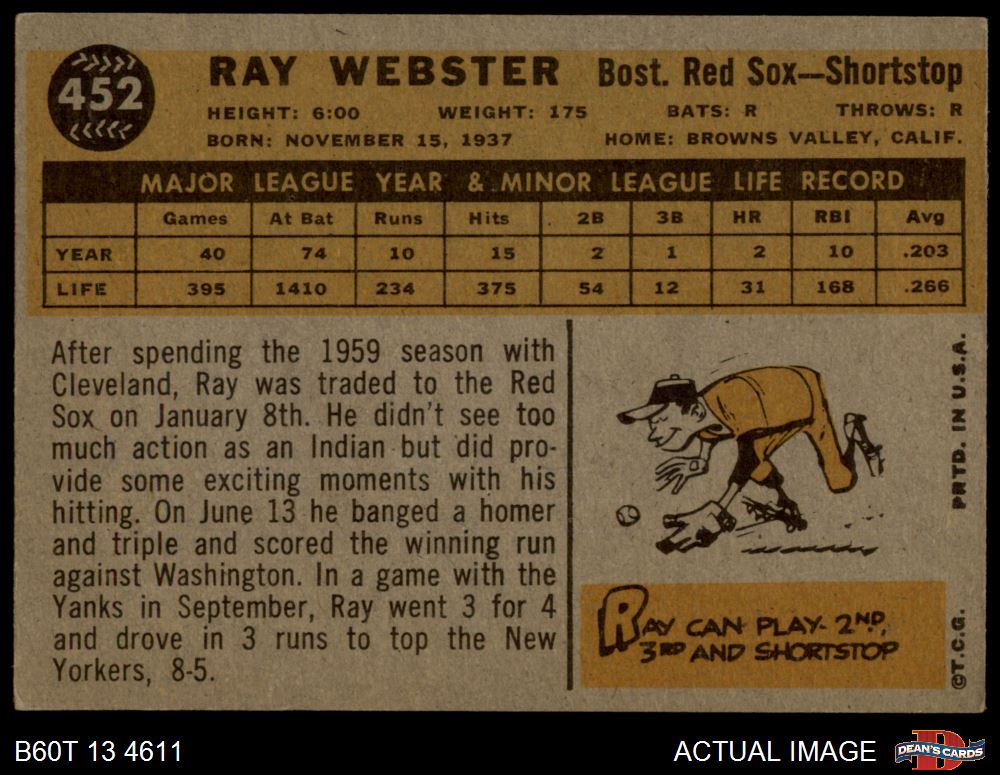 452
RAY WEBSTER Bost. Red Sox—Shortstop
HEIGHT: 6:00 WEIGHT: 175 BATS: R THROWS: R
BORN: NOVEMBER 15, 1937 HOME: BROWNS VALLEY, CALIF.
MAJOR LEAGUE YEAR & MINOR LEAGUE LIFE RECORD
Games At Bat Runs Hits 2B 3B HR RBI Avg
YEAR 40 74 10 15 2 1 2 10 .203
LIFE 395 1410 234 375 54 12 31 168 .266
After spending the 1959 season with
Cleveland, Ray was traded to the Red
Sox on January 8th. He didn't see too
much action as an Indian but did pro-
vide some exciting moments with his
hitting. On June 13 he banged a homer
and triple and scored the winning run
against Washington. In a game with the
Yanks in September, Ray went 3 for 4
and drove in 3 runs to top the New
Yorkers, 8-5.
RAY CAN PLAY 2ND,
3RD AND SHORTSTOP
©T.C.G. PRTD. IN U.S.A.
B60T 13 4611 ACTUAL IMAGE
D
DEAN'S CARDS